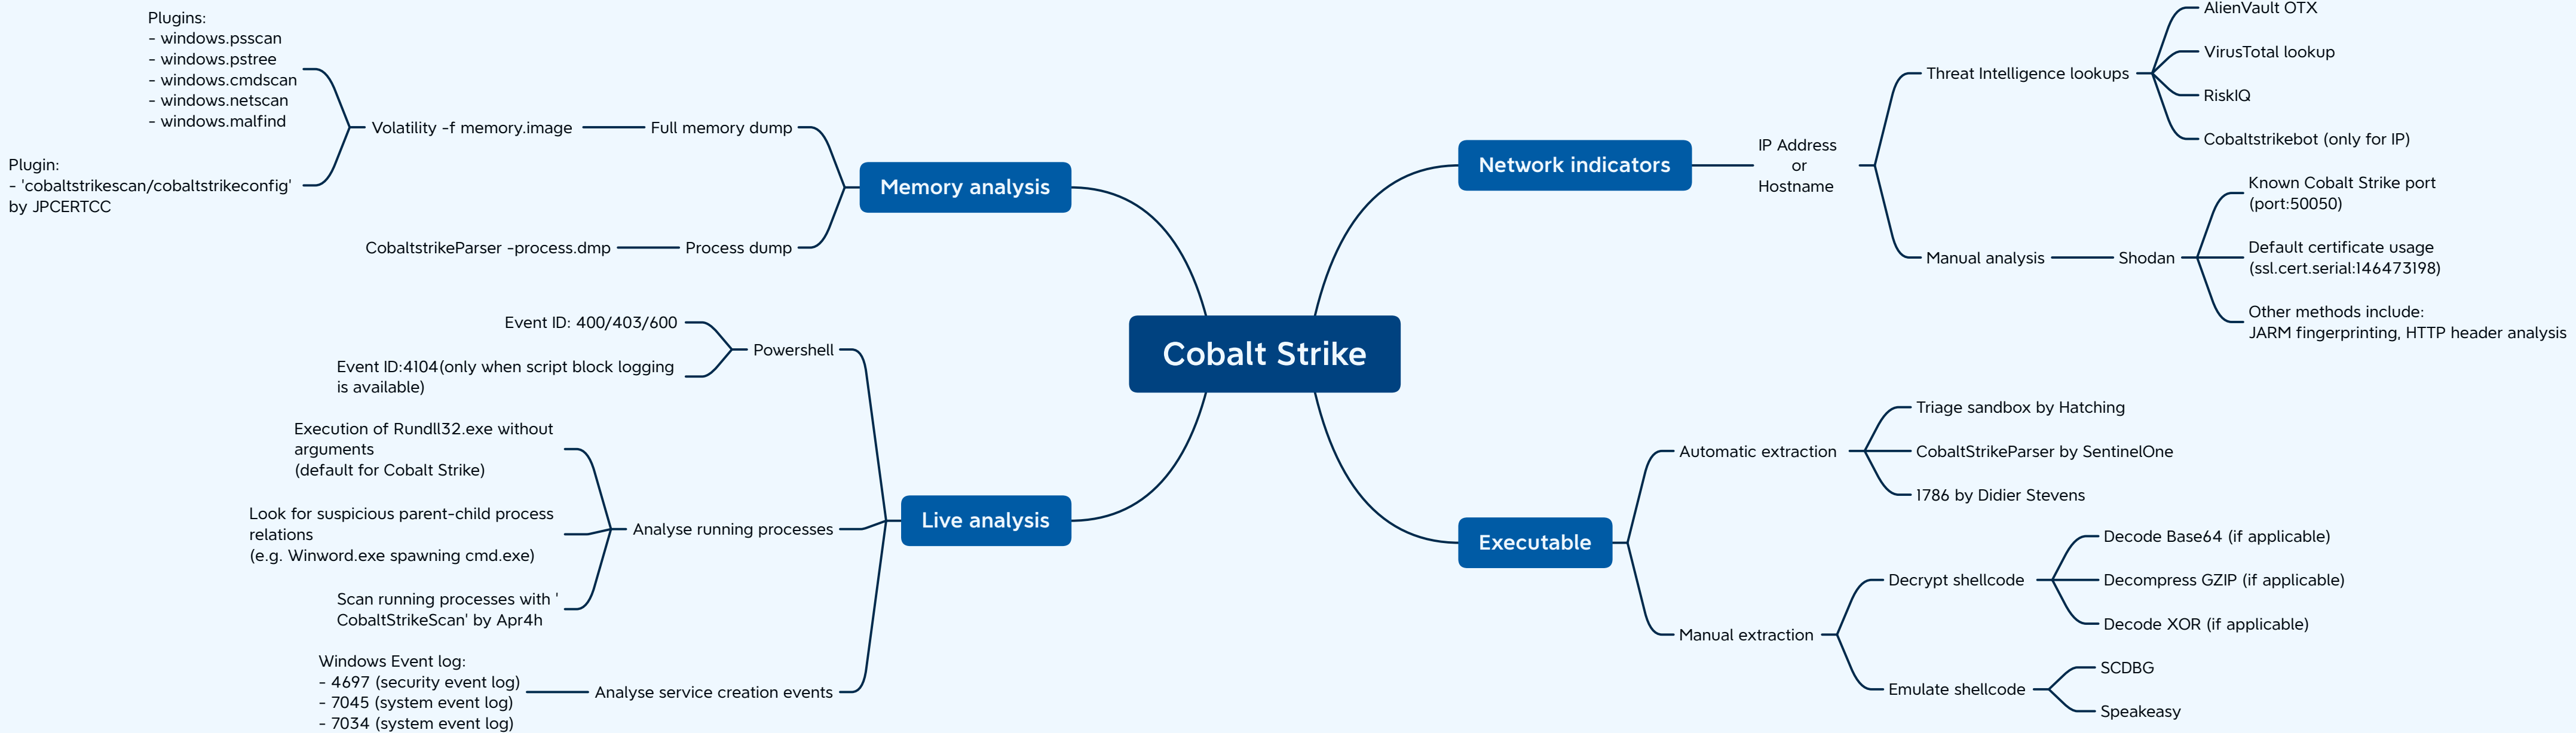 Cobalt Strike
Memory analysis
Full memory dump
Volatility -f memory.image
Plugins:
- windows.psscan
- windows.pstree
- windows.cmdscan
- windows.netscan
- windows.malfind
Plugin:
- 'cobaltstrikescan/cobaltstrikeconfig'
by JPCERTCC
Process dump
CobaltstrikeParser -process.dmp
Live analysis
Powershell
Event ID: 400/403/600
Event ID:4104(only when script block logging
is available)
Analyse running processes
Execution of Rundll32.exe without
arguments
(default for Cobalt Strike)
Look for suspicious parent-child process
relations
(e.g. Winword.exe spawning cmd.exe)
Scan running processes with '
CobaltStrikeScan' by Apr4h
Analyse service creation events
Windows Event log:
- 4697 (security event log)
- 7045 (system event log)
- 7034 (system event log)
Network indicators
IP Address
or
Hostname
Threat Intelligence lookups
AlienVault OTX
VirusTotal lookup
RiskIQ
Cobaltstrikebot (only for IP)
Manual analysis
Shodan
Known Cobalt Strike port
(port:50050)
Default certificate usage
(ssl.cert.serial:146473198)
Other methods include:
JARM fingerprinting, HTTP header analysis
Executable
Automatic extraction
Triage sandbox by Hatching
CobaltStrikeParser by SentinelOne
1786 by Didier Stevens
Manual extraction
Decrypt shellcode
Decode Base64 (if applicable)
Decompress GZIP (if applicable)
Decode XOR (if applicable)
Emulate shellcode
SCDBG
Speakeasy